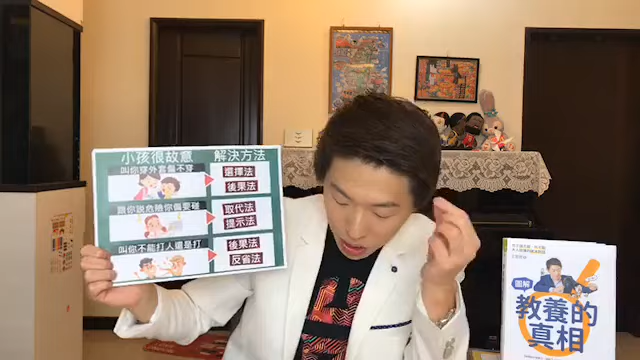 小孩很故意
解決方法
叫你穿外套偏不穿
選擇法
後果法
跟你說危險你偏要碰
取代法
提示法
叫你不能打人還是打
後果法
反省法
圖解
教養的
真相